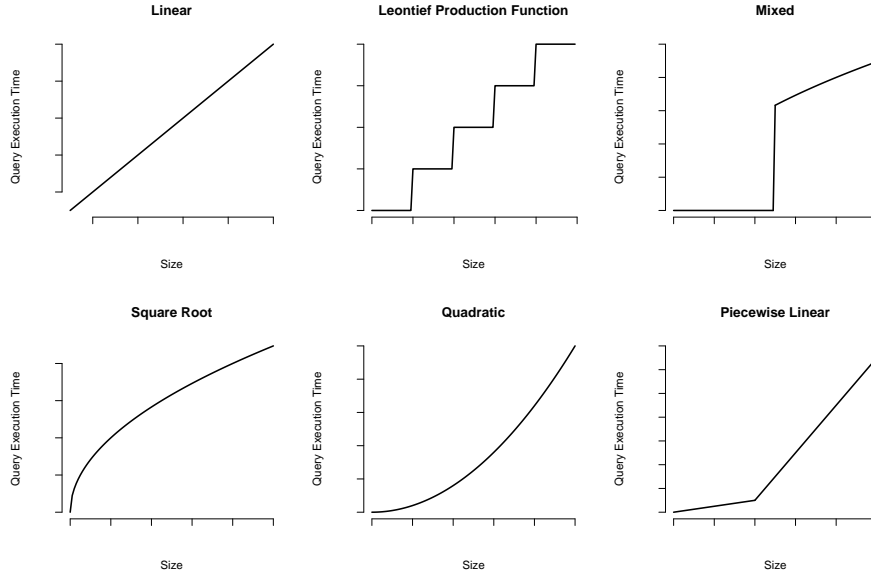 Linear
Query Execution Time
Size
Leontief Production Function
Query Execution Time
Size
Mixed
Query Execution Time
Size
Square Root
Query Execution Time
Size
Quadratic
Query Execution Time
Size
Piecewise Linear
Query Execution Time
Size